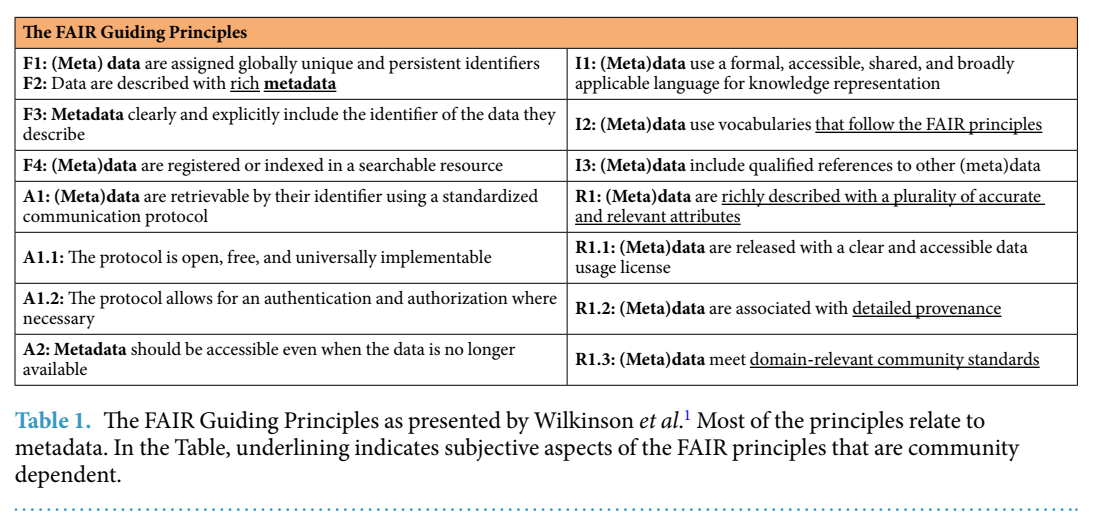 The FAIR Guiding Principles
F1: (Meta) data are assigned globally unique and persistent identifiers
F2: Data are described with rich metadata
F3: Metadata clearly and explicitly include the identifier of the data they
describe
F4: (Meta)data are registered or indexed in a searchable resource
A1: (Meta)data are retrievable by their identifier using a standardized
communication protocol
A1.1: The protocol is open, free, and universally implementable
A1.2: The protocol allows for an authentication and authorization where
necessary
A2: Metadata should be accessible even when the data is no longer
available
I1: (Meta)data use a formal, accessible, shared, and broadly
applicable language for knowledge representation
I2: (Meta)data use vocabularies that follow the FAIR principles
I3: (Meta)data include qualified references to other (meta)data
R1: (Meta)data are richly described with a plurality of accurate
and relevant attributes
R1.1: (Meta)data are released with a clear and accessible data
usage license
R1.2: (Meta)data are associated with detailed provenance
R1.3: (Meta)data meet domain-relevant community standards
Table 1. The FAIR Guiding Principles as presented by Wilkinson et al.1 Most of the principles relate to
metadata. In the Table, underlining indicates subjective aspects of the FAIR principles that are community
dependent.